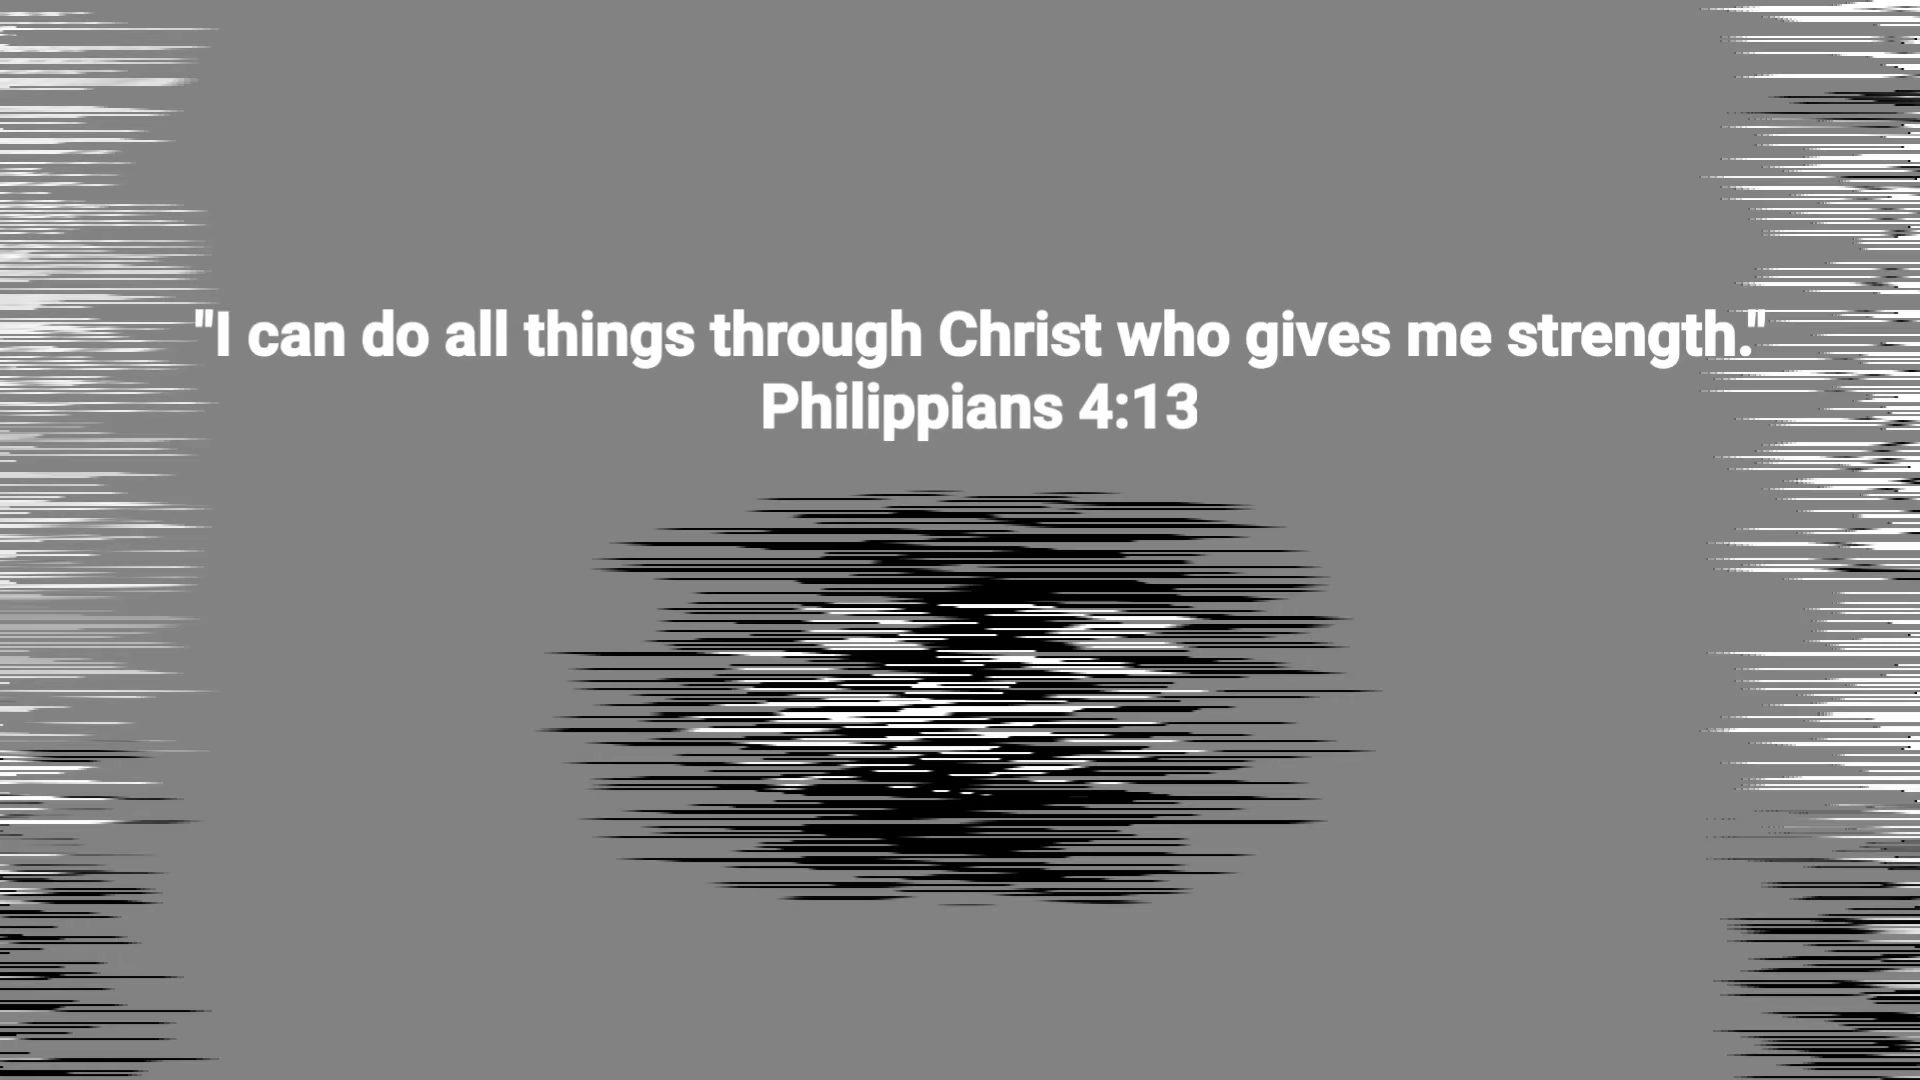 "I can do all things through Christ who gives me strength."
Philippians 4:13